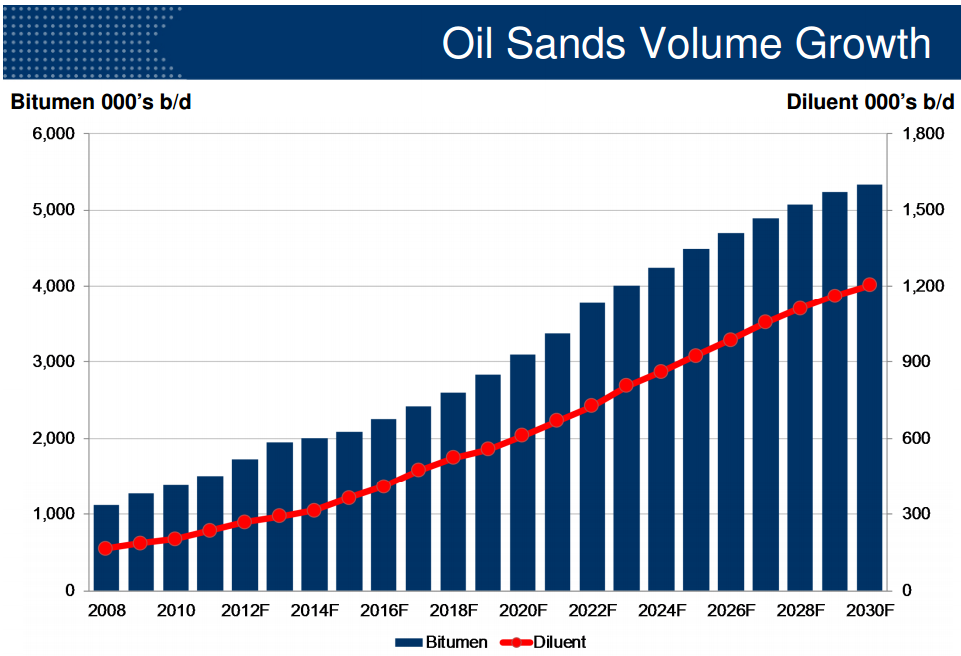 Oil Sands Volume Growth
Bitumen 000’s b/d
Diluent 000’s b/d
6,000
5,000
4,000
3,000
2,000
1,000
0
1,800
1,500
1,200
900
600
300
0
2008 2010 2012F 2014F 2016F 2018F 2020F 2022F 2024F 2026F 2028F 2030F
Bitumen Diluent